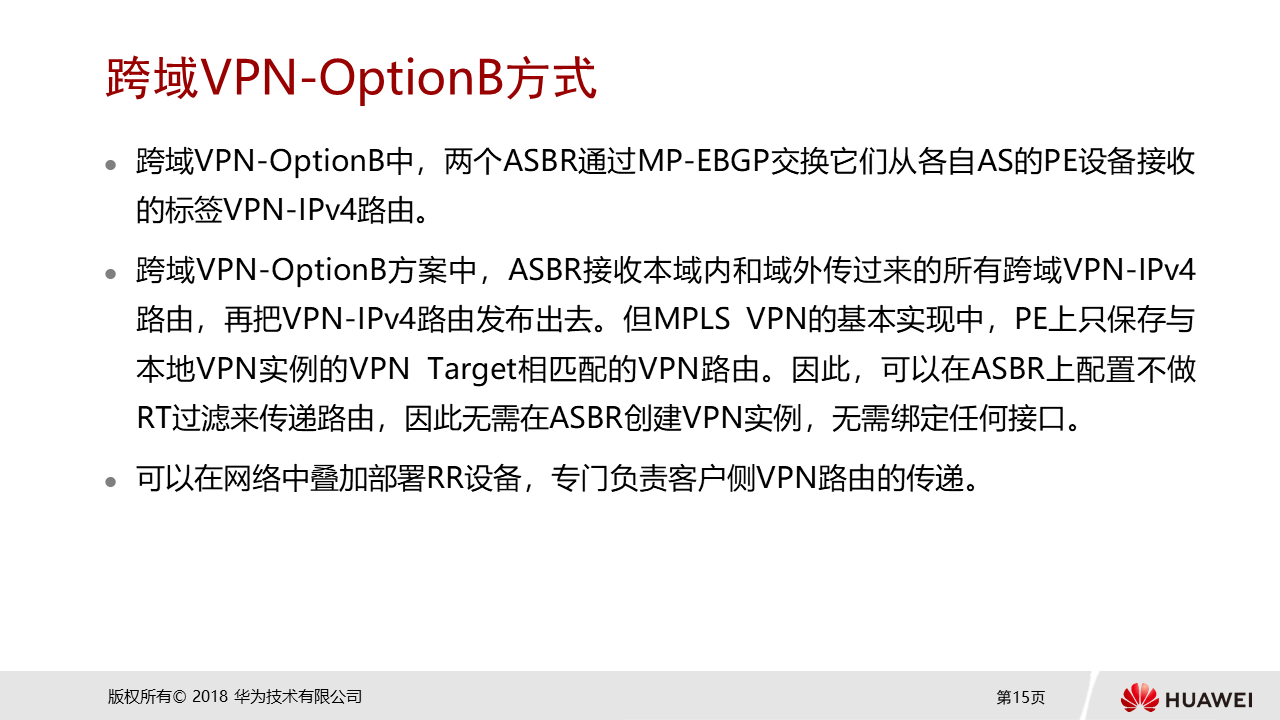 跨域VPN-OptionB方式
跨域VPN-OptionB中，两个ASBR通过MP-EBGP交换它们从各自AS的PE设备接收
的标签VPN-IPv4路由。
跨域VPN-OptionB方案中，ASBR接收本域内和域外传过来的所有跨域VPN-IPv4
路由，再把VPN-IPv4路由发布出去。但MPLS VPN的基本实现中，PE上只保存与
本地VPN实例的VPN Target相匹配的VPN路由。因此，可以在ASBR上配置不做
RT过滤来传递路由，因此无需在ASBR创建VPN实例，无需绑定任何接口。
可以在网络中叠加部署RR设备，专门负责客户侧VPN路由的传递。
版权所有© 2018 华为技术有限公司
第15页
HUAWEI